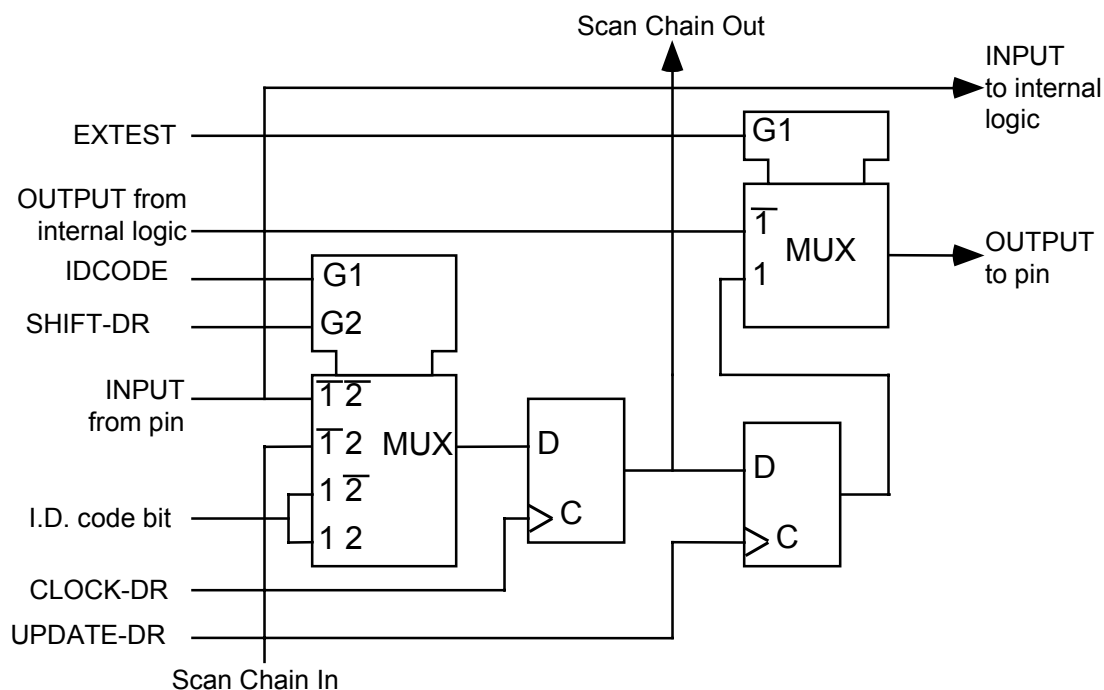 Scan Chain Out
INPUT
to internal
logic
EXTEST
G1
OUTPUT from
internal logic
1̅
MUX
1
OUTPUT
to pin
IDCODE
G1
SHIFT-DR
G2
INPUT
from pin
1̅ 2̅
1̅ 2
MUX
1 2̅
1 2
D
C
D
C
I.D. code bit
CLOCK-DR
UPDATE-DR
Scan Chain In